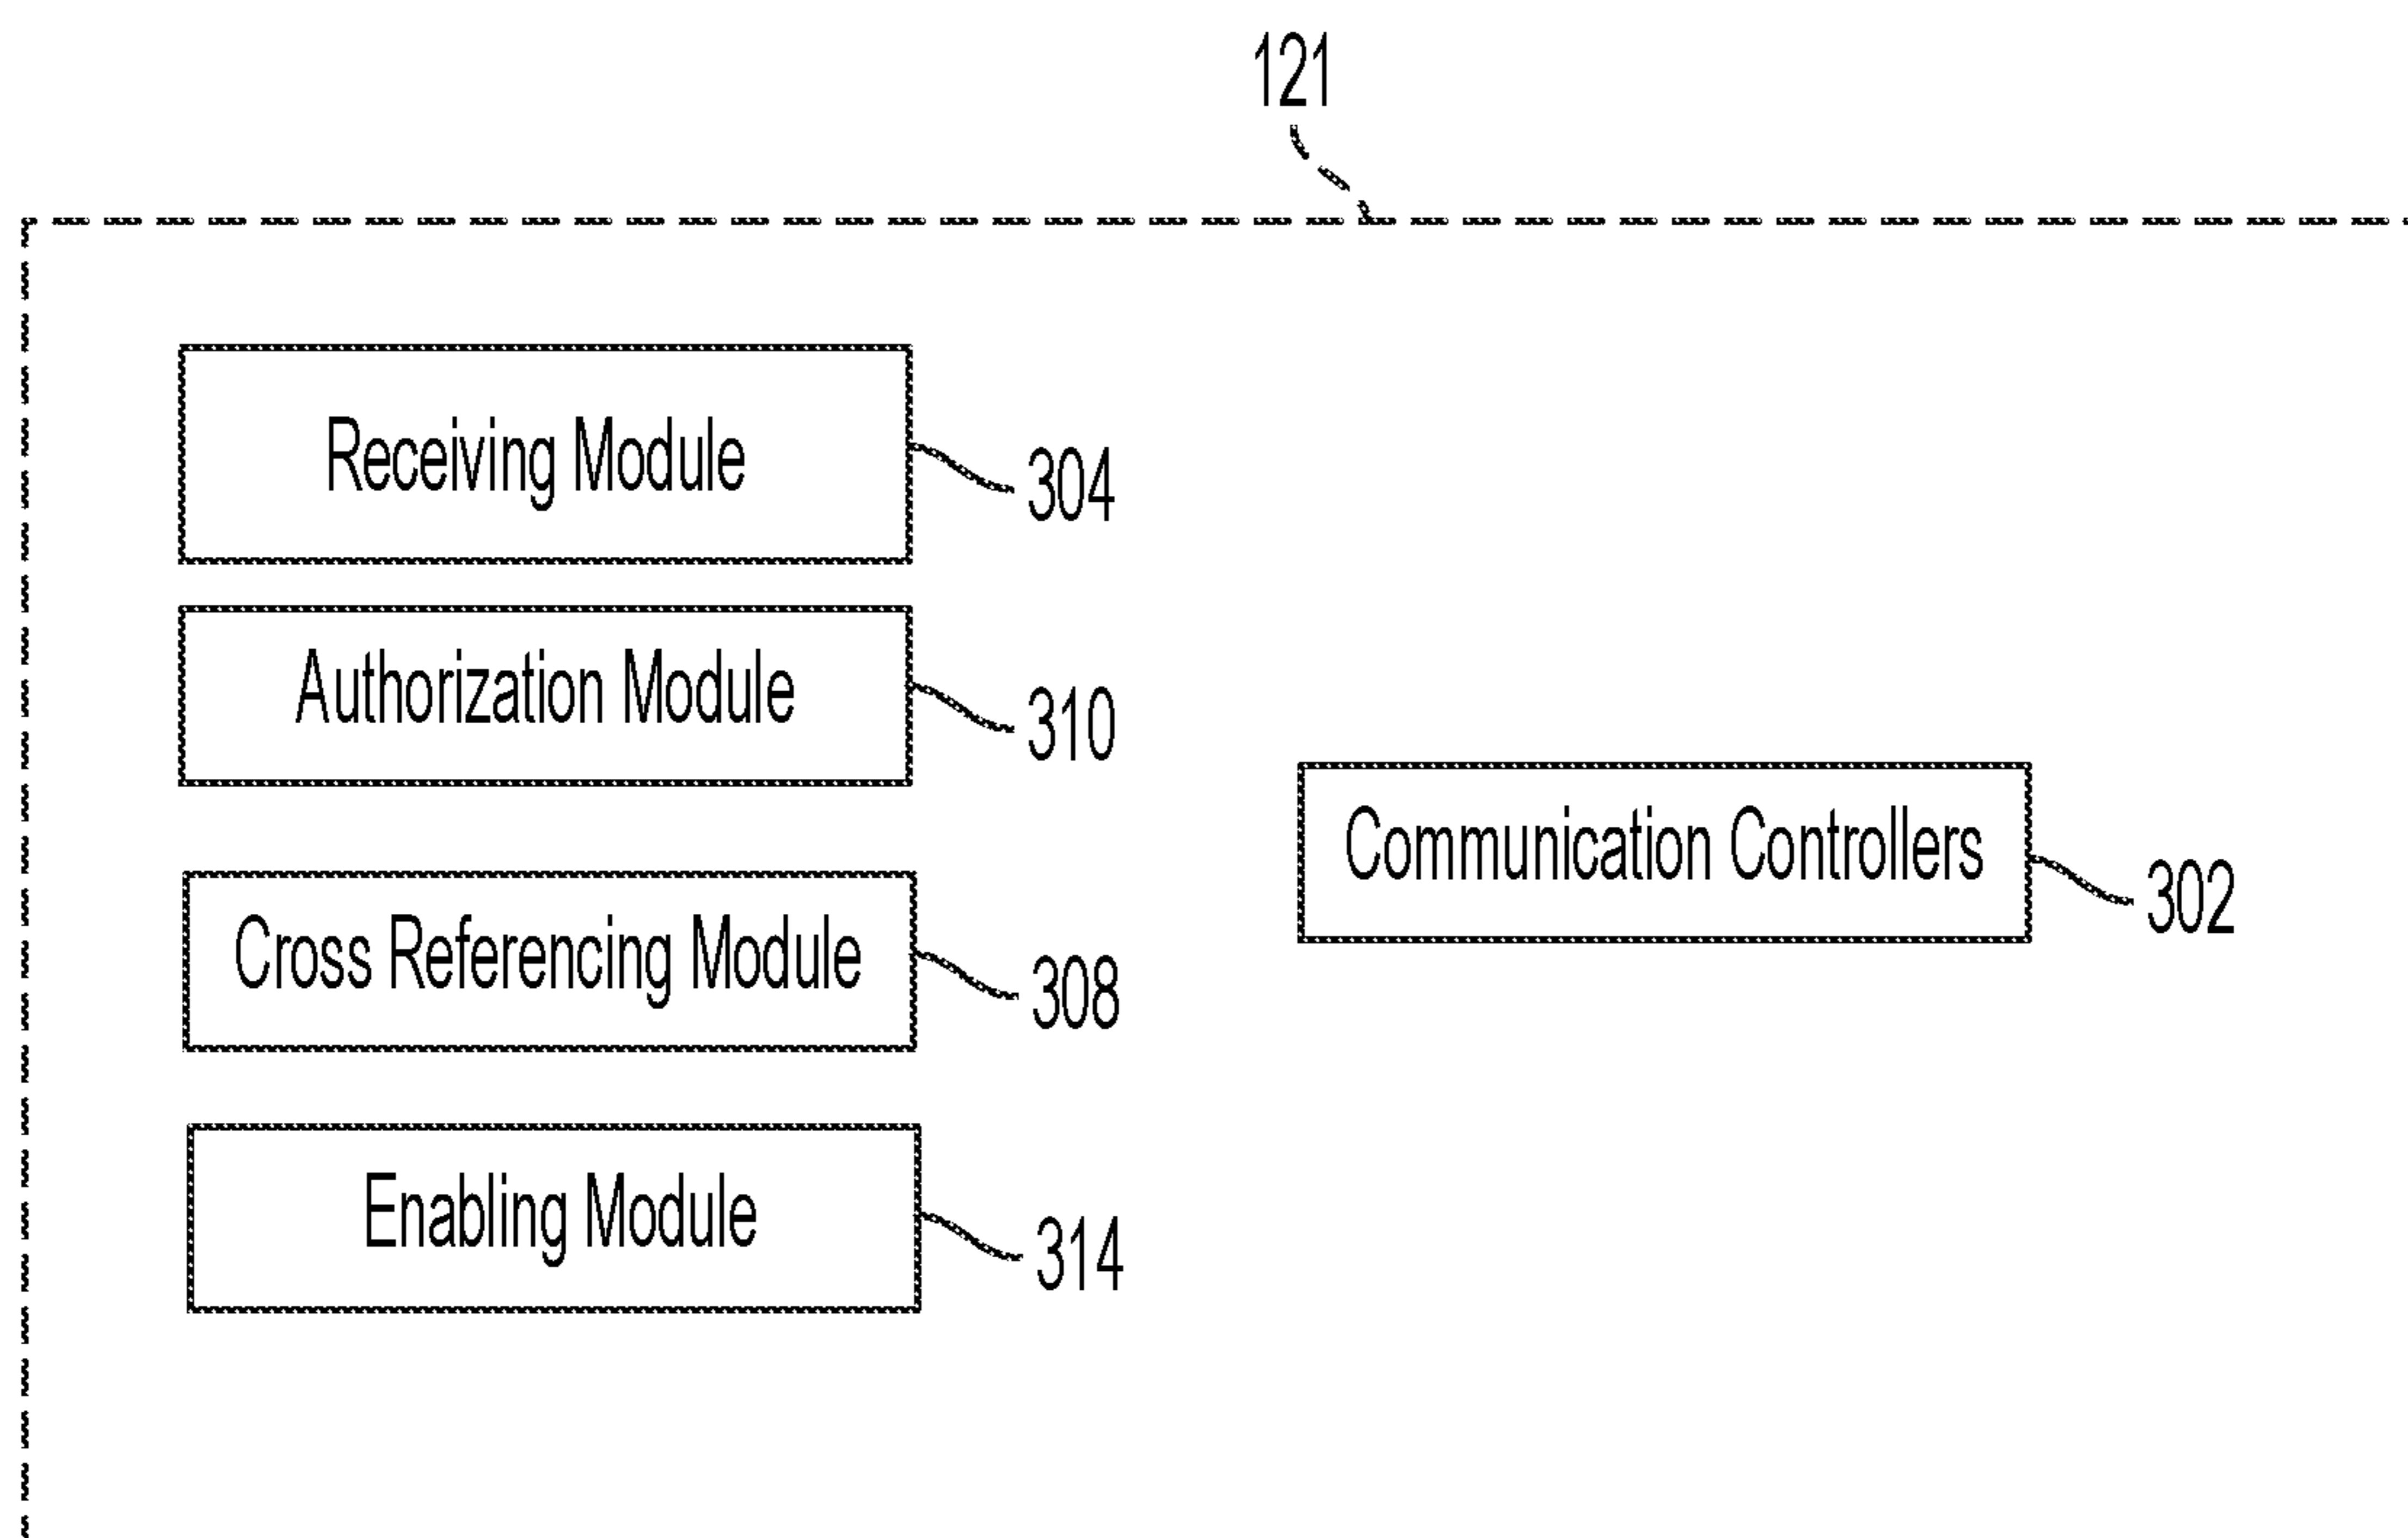 121
Receiving Module
304
Authorization Module
310
Communication Controllers
302
Cross Referencing Module
308
Enabling Module
314